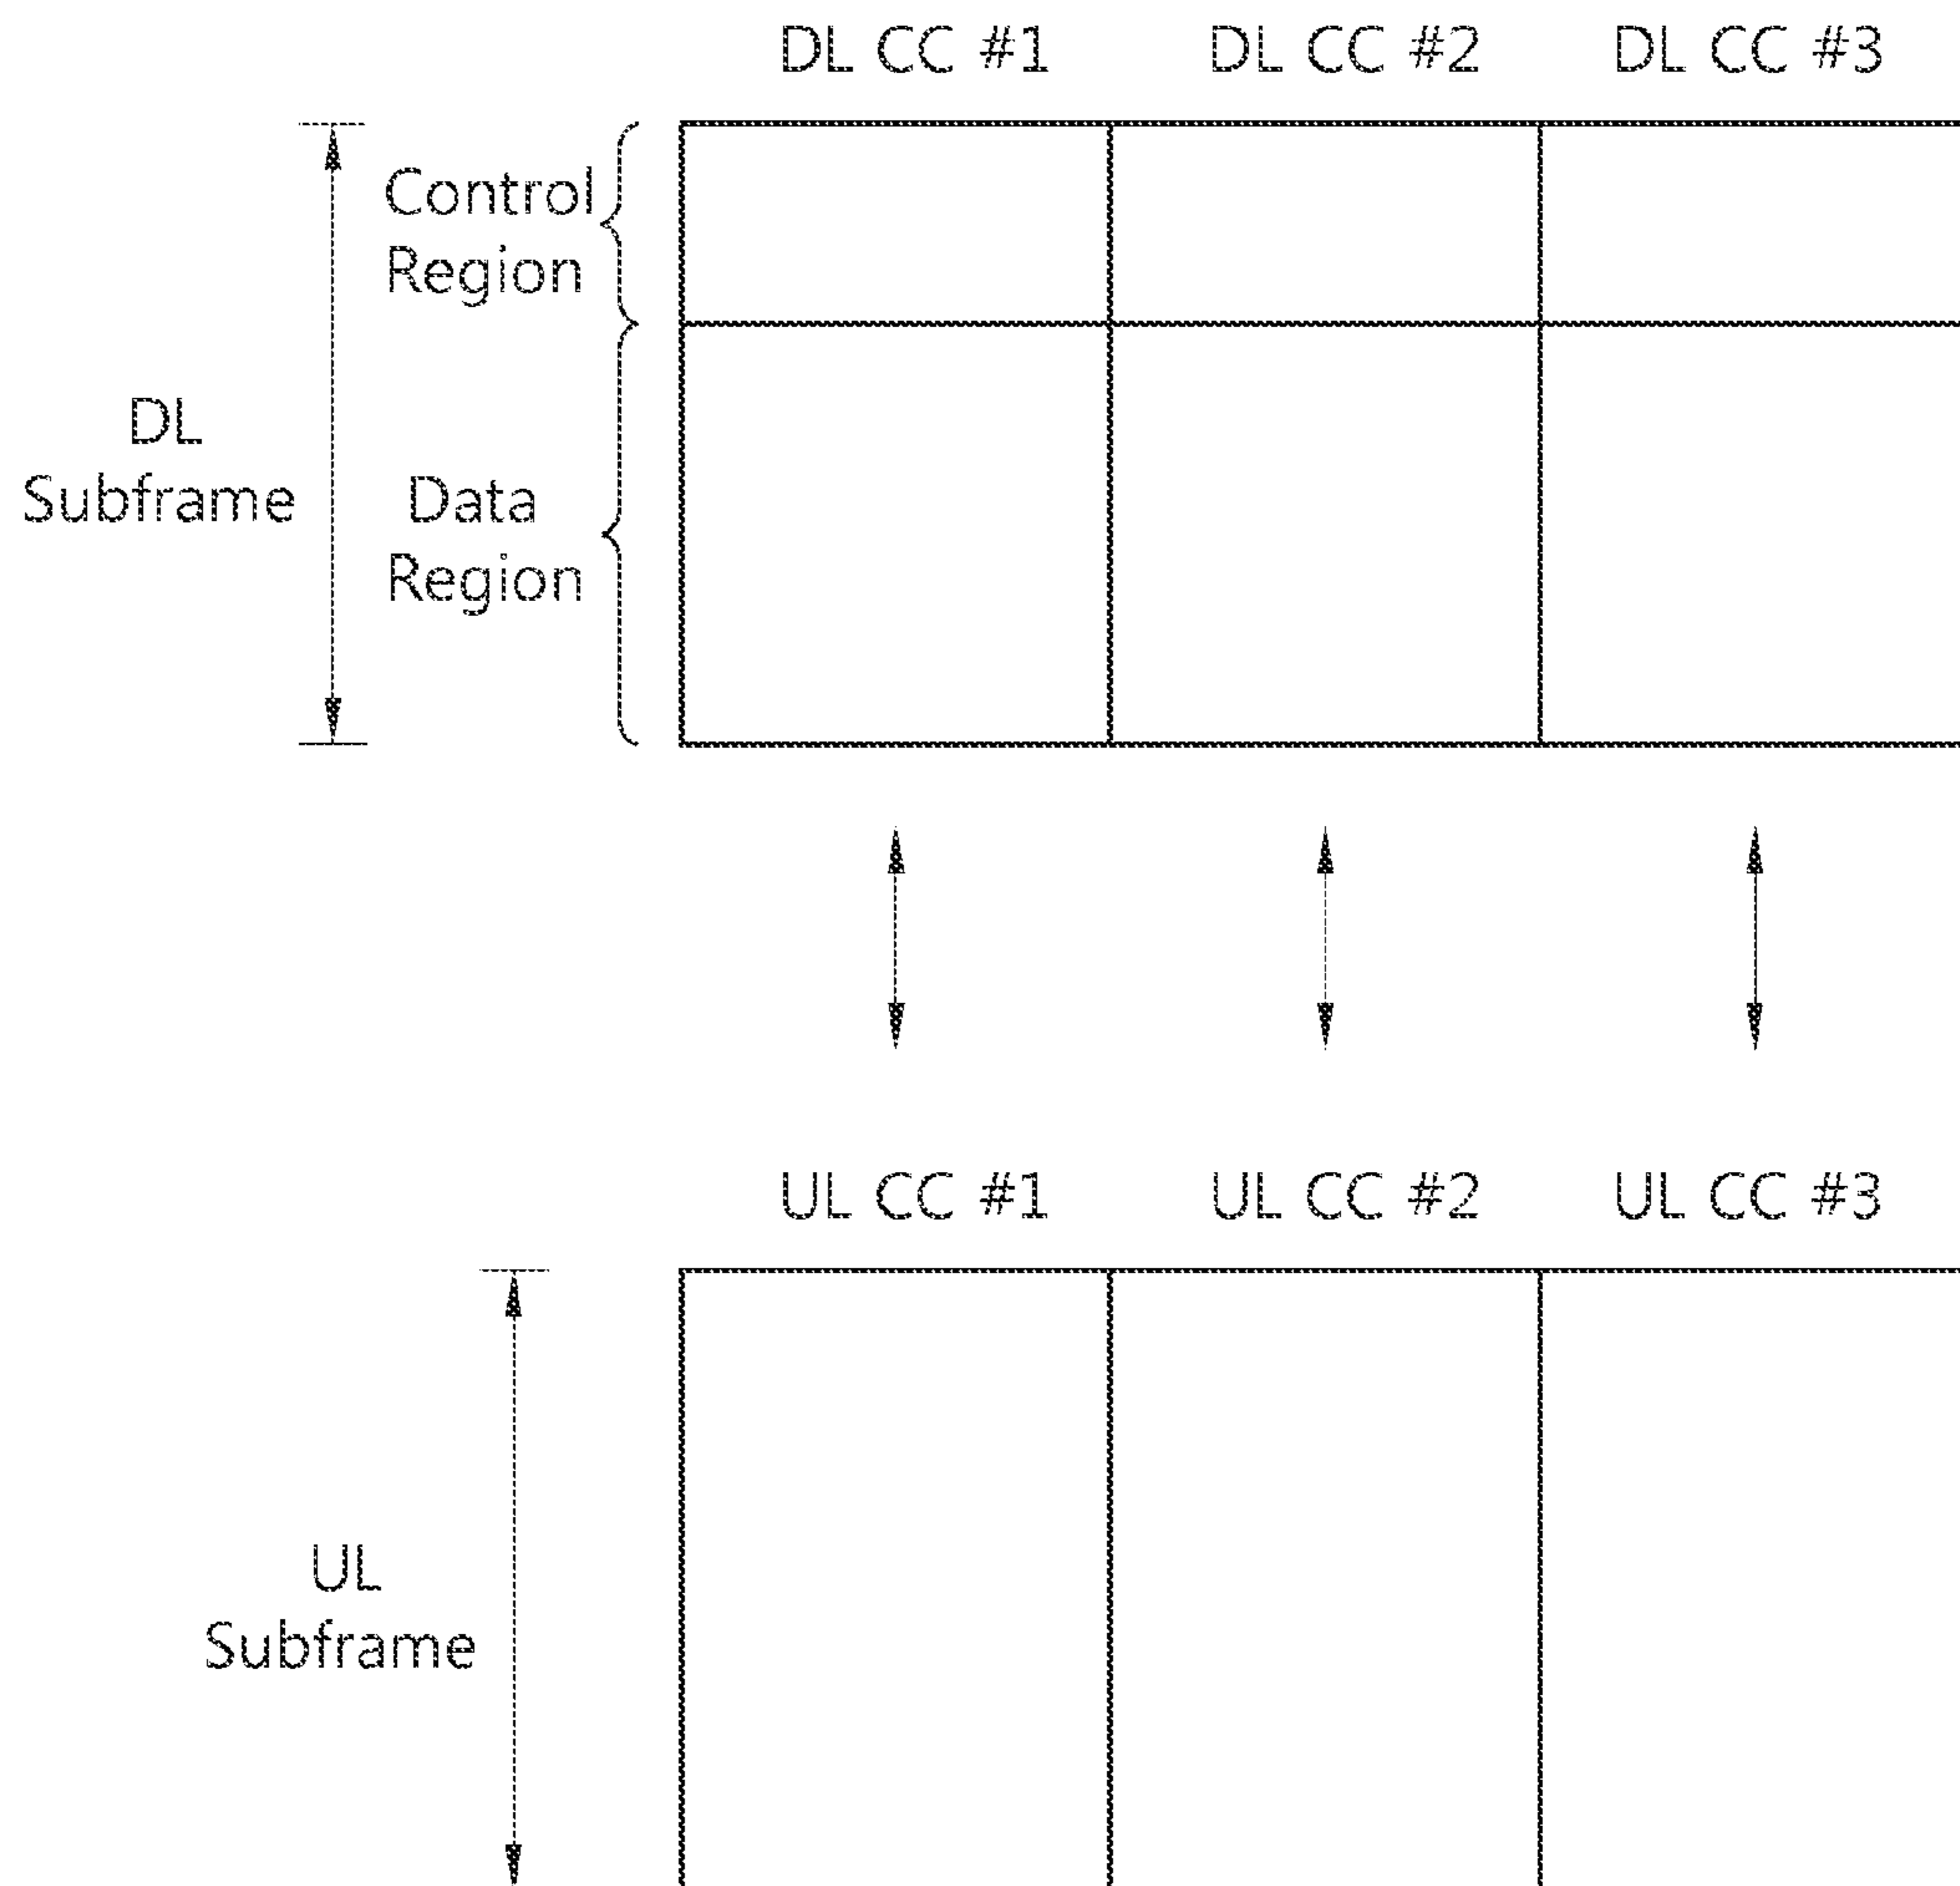 DL CC #1 DL CC #2 DL CC #3
Control
Region
DL
Subframe
Data
Region
UL CC #1 UL CC #2 UL CC #3
UL
Subframe